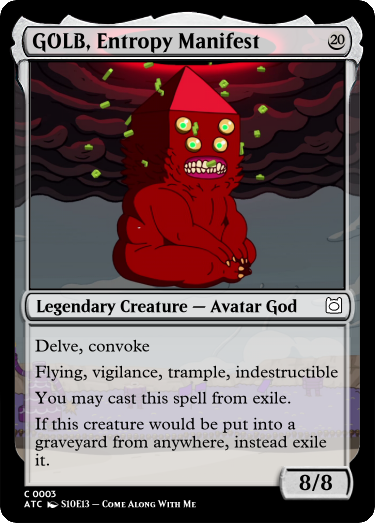 GOLB, Entropy Manifest 20
Legendary Creature — Avatar God
Delve, convoke
Flying, vigilance, trample, indestructible
You may cast this spell from exile.
If this creature would be put into a
graveyard from anywhere, instead exile
it.
8/8
C 0003
ATC S10E13 — Come Along With Me